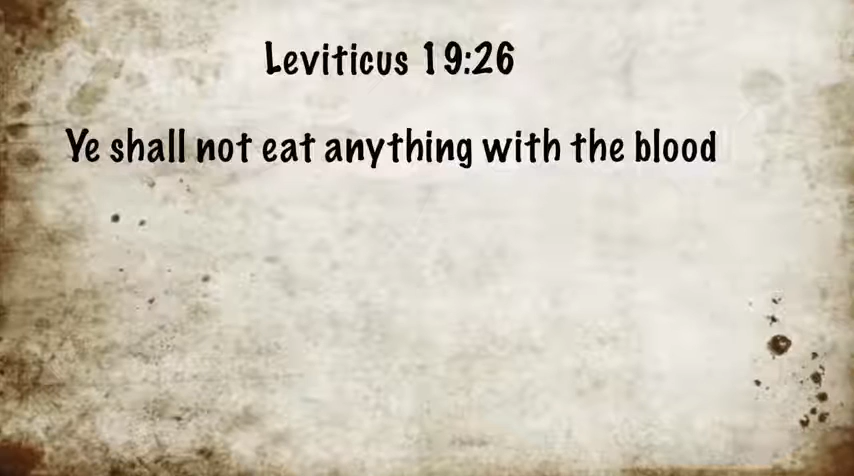 Leviticus 19:26
Ye shall not eat anything with the blood